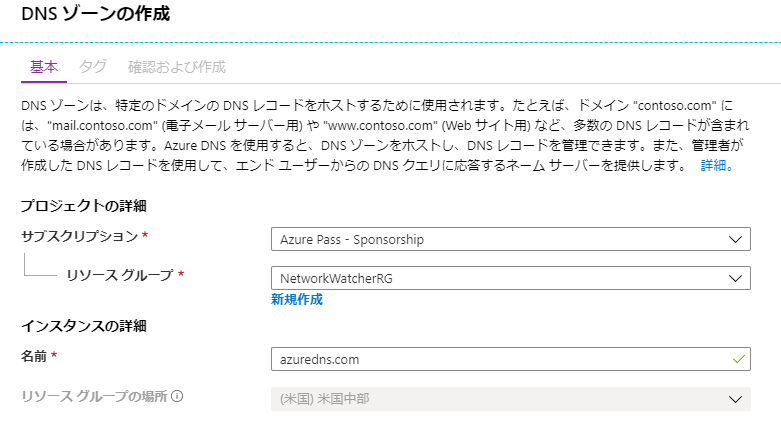 DNS ゾーンの作成
基本 タグ 確認および作成
DNS ゾーンは、特定のドメインの DNS レコードをホストするために使用されます。たとえば、ドメイン "contoso.com" に
は、"mail.contoso.com" (電子メール サーバー用) や "www.contoso.com" (Web サイト用) など、多数の DNS レコードが含まれ
ている場合があります。Azure DNS を使用すると、DNS ゾーンをホストし、DNS レコードを管理できます。また、管理者が
作成した DNS レコードを使用して、エンド ユーザーからの DNS クエリに応答するネーム サーバーを提供します。 詳細。
プロジェクトの詳細
サブスクリプション * Azure Pass - Sponsorship
リソース グループ * NetworkWatcherRG
新規作成
インスタンスの詳細
名前 * azuredns.com
リソース グループの場所 (米国) 米国中部